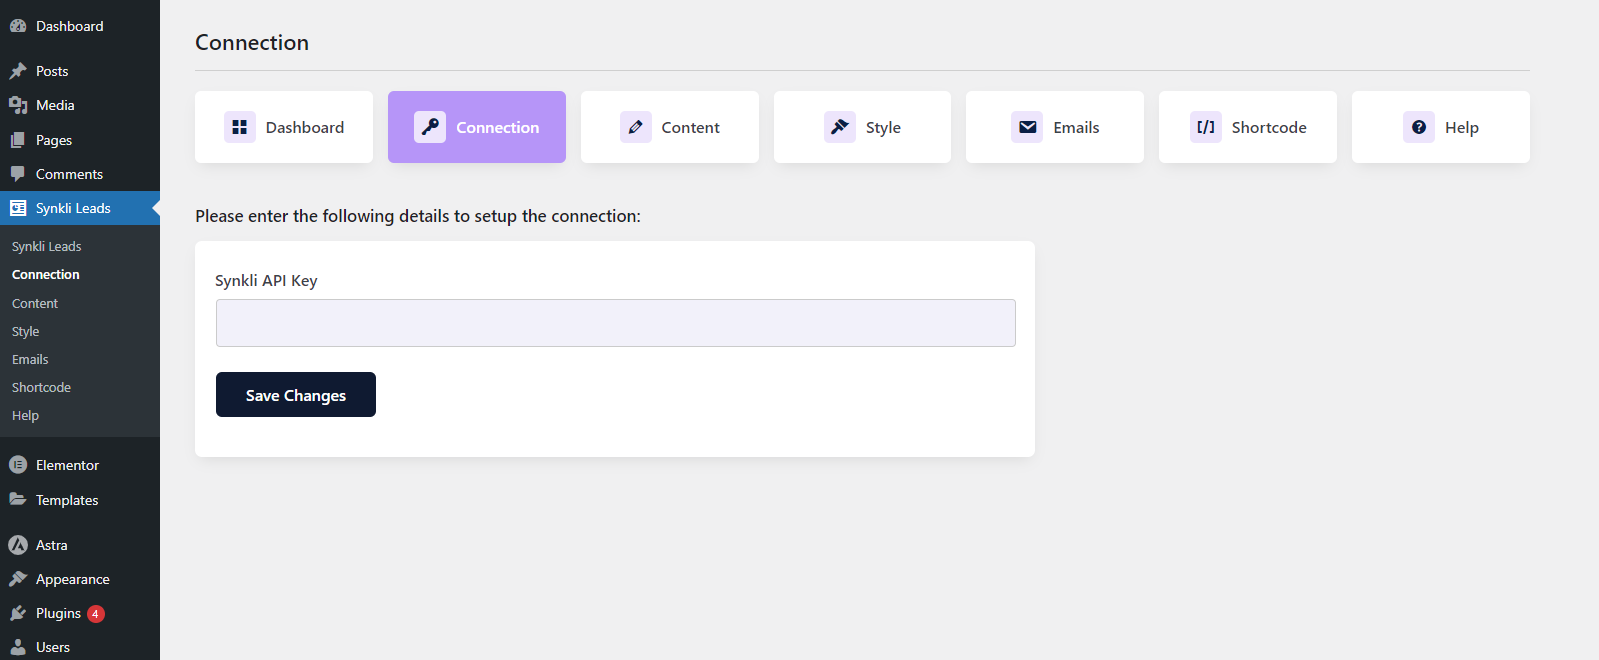 Dashboard
Posts
Media
Pages
Comments
Synkli Leads
Synkli Leads
Connection
Content
Style
Emails
Shortcode
Help
Elementor
Templates
Astra
Appearance
Plugins 4
Users
Connection
Dashboard
Connection
Content
Style
Emails
[/] Shortcode
Help
Please enter the following details to setup the connection:
Synkli API Key
Save Changes